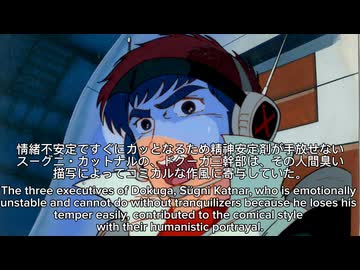 情緒不安定ですぐにカッとなるため精神安定剤が手放せない
スーグニ・カットナルの、ドクーガ三幹部は、その人間臭い
描写によってコミカルな作風に寄与していた。
The three executives of Dokuga, Sugni Katnar, who is emotionally
unstable and cannot do without tranquilizers because he loses his
temper easily, contributed to the comical style
with their humanistic portrayal.